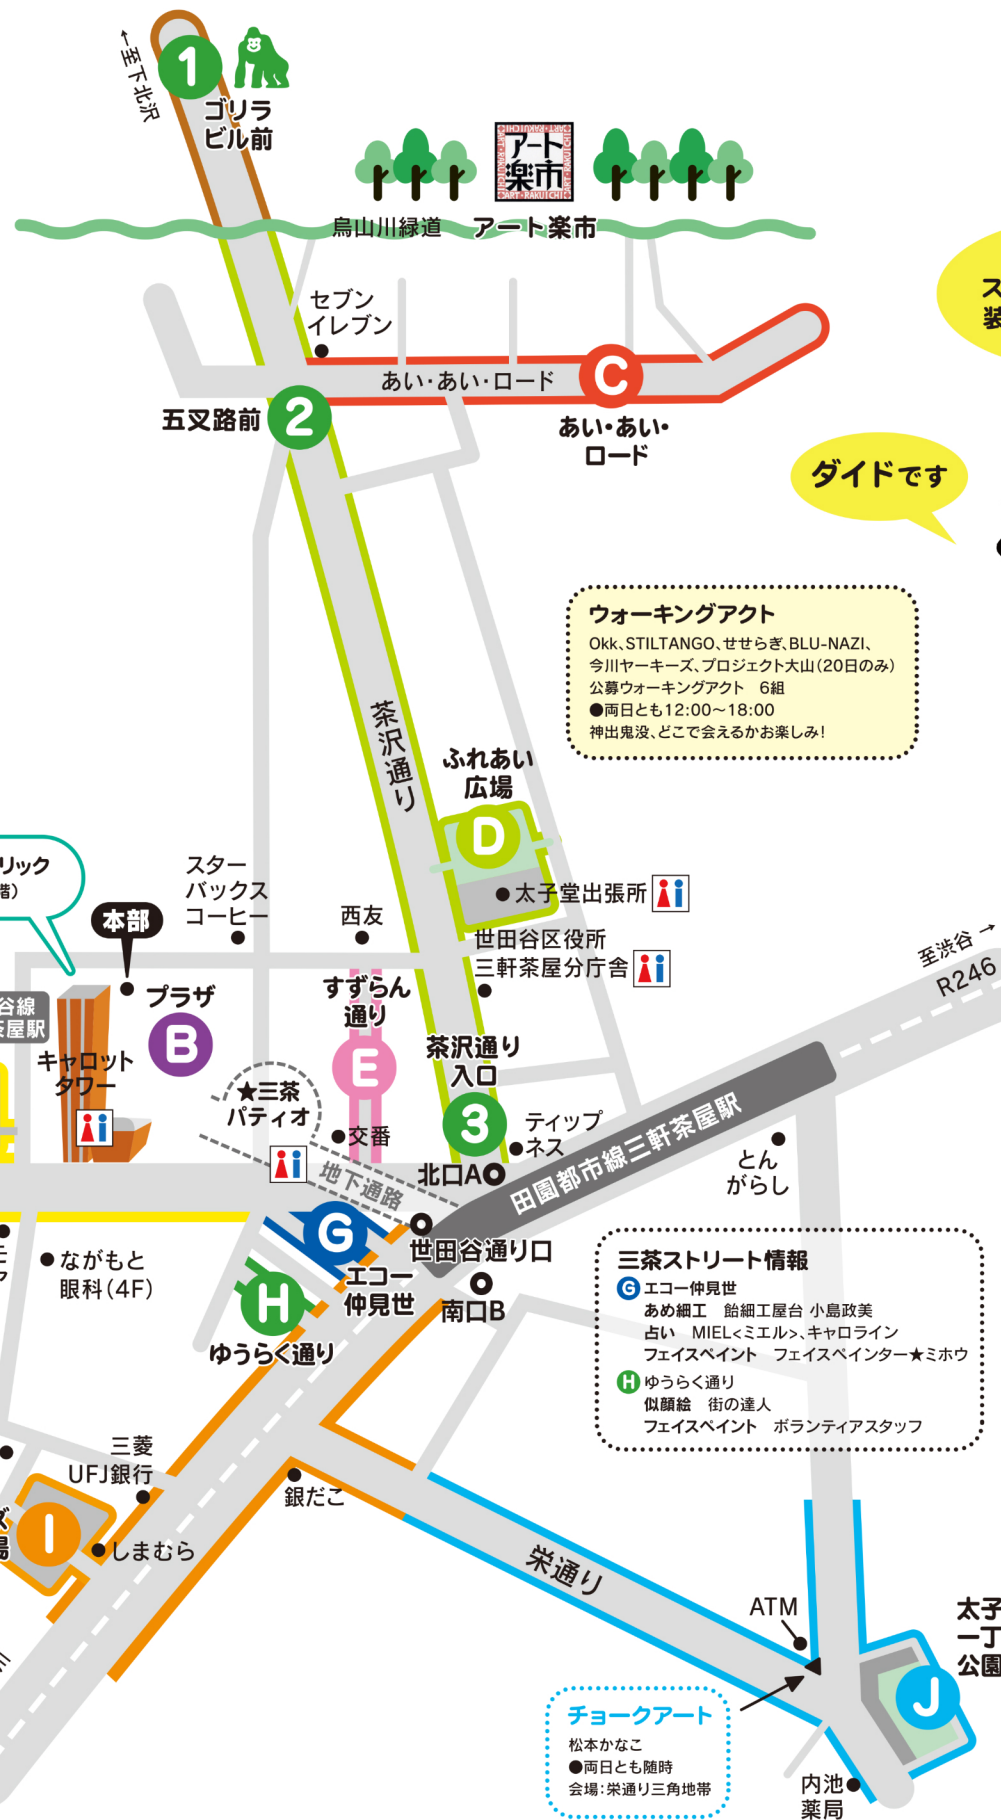 ←至下北沢
1
ゴリラ
ビル前
ART・RAKUICHI
アート
楽市
ART・RAKUICHI
烏山川緑道
アート楽市
ス
装
セブン
イレブン
あい・あい・ロード
C
あい・あい・
ロード
五叉路前
2
ダイドです
ウォーキングアクト
Okk、STILTANGO、せせらぎ、BLU-NAZI、
今川ヤーキーズ、プロジェクト大山(20日のみ)
公募ウォーキングアクト 6組
●両日とも12:00〜18:00
神出鬼没、どこで会えるかお楽しみ!
茶沢通り
ふれあい
広場
D
太子堂出張所
リック
階)
スター
バックス
コーヒー
本部
西友
世田谷区役所
三軒茶屋分庁舎
至渋谷→
R246
谷線
茶屋駅
プラザ
B
キャロット
タワー
すずらん
通り
E
茶沢通り
入口
3
★三茶
パティオ
交番
ティップ
ネス
北口A
地下通路
田園都市線三軒茶屋駅
とん
がらし
G
世田谷通り口
エコー
仲見世
南口B
ながもと
眼科(4F)
H
ゆうらく通り
三茶ストリート情報
G エコー仲見世
あめ細工 飴細工屋台 小島政美
占い MIEL<ミエル>、キャロライン
フェイスペイント フェイスペインター★ミホウ
H ゆうらく通り
似顔絵 街の達人
フェイスペイント ボランティアスタッフ
三菱
UFJ銀行
銀だこ
ズ
場
I
しまむら
栄通り
ATM
太子
一丁
公園
J
チョークアート
松本かなこ
●両日とも随時
会場:栄通り三角地帯
内池
薬局